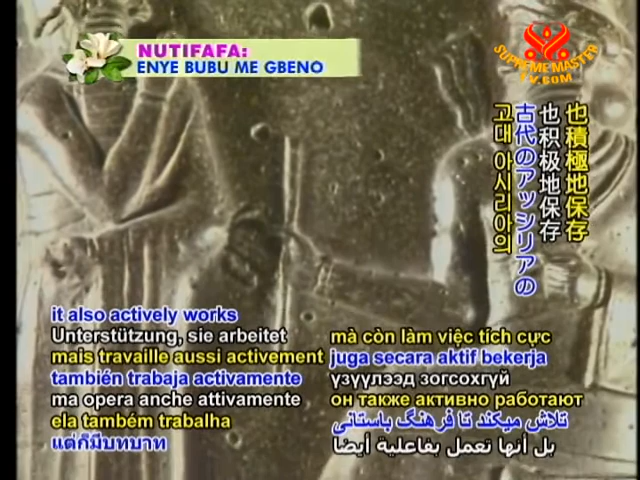 NUTIFAFA:
ENYE BUBU ME GBENO
SUPREME MASTER
TV.COM
也積極地保存
也积极地保存
古代のアッシリアの
고대 아시리아의
it also actively works
Unterstützung, sie arbeitet
mais travaille aussi activement
también trabaja activamente
ma opera anche attivamente
ela também trabalha
แต่ก็มีบทบาท
mà còn làm việc tích cực
juga secara aktif bekerja
үзүүлээд зогсохгүй
он также активно работают
تلاش میکند تا فرهنگ باستانی
بل أنها تعمل بفاعلية أيضا